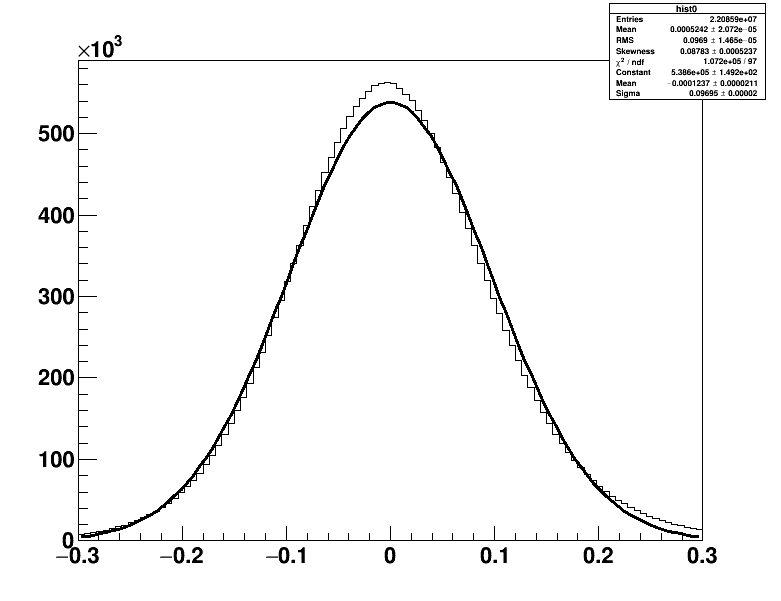 hist0
Entries 2.20859e+07
Mean 0.0005242 ± 2.072e−05
RMS 0.0969 ± 1.465e−05
Skewness 0.08783 ± 0.0005237
χ² / ndf 1.072e+05 / 97
Constant 5.386e+05 ± 1.492e+02
Mean −0.0001237 ± 0.0000211
Sigma 0.09695 ± 0.00002
×10³
500
400
300
200
100
0
−0.3 −0.2 −0.1 0 0.1 0.2 0.3